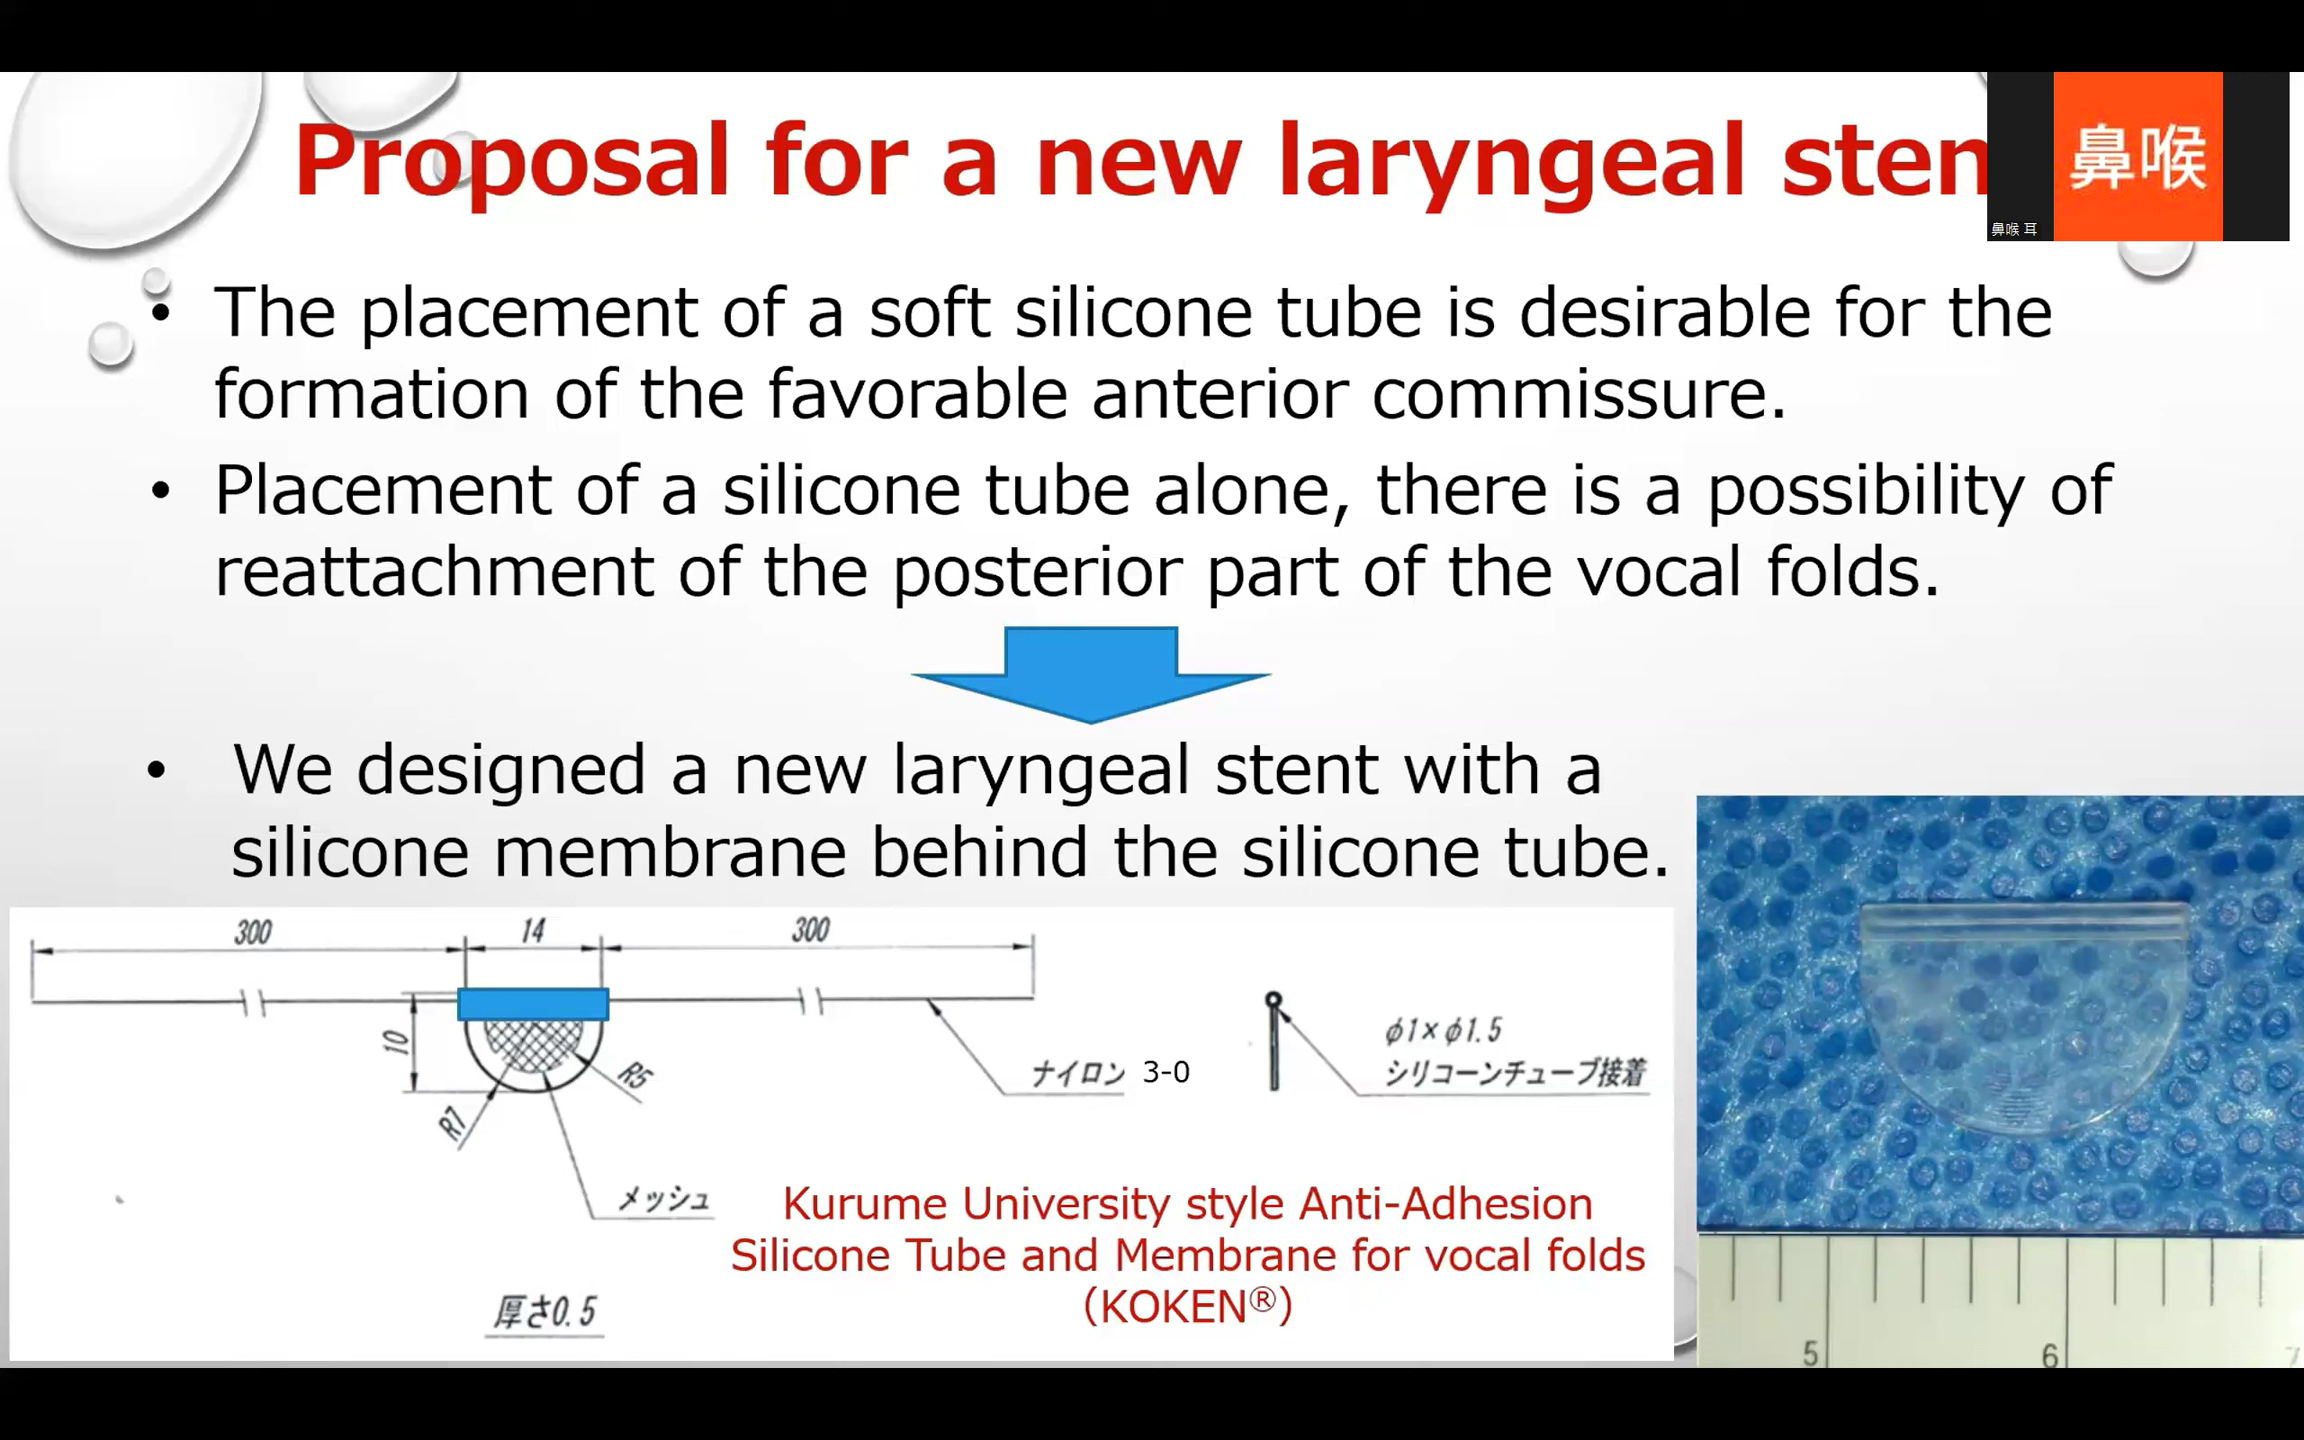 Proposal for a new laryngeal sten
鼻喉
鼻喉 耳
• The placement of a soft silicone tube is desirable for the
formation of the favorable anterior commissure.
• Placement of a silicone tube alone, there is a possibility of
reattachment of the posterior part of the vocal folds.
• We designed a new laryngeal stent with a
silicone membrane behind the silicone tube.
300 14 300
10
R5
R7
ナイロン 3-0
φ1×φ1.5
シリコーンチューブ接着
メッシュ
厚さ0.5
Kurume University style Anti-Adhesion
Silicone Tube and Membrane for vocal folds
(KOKEN®)
5 6 7